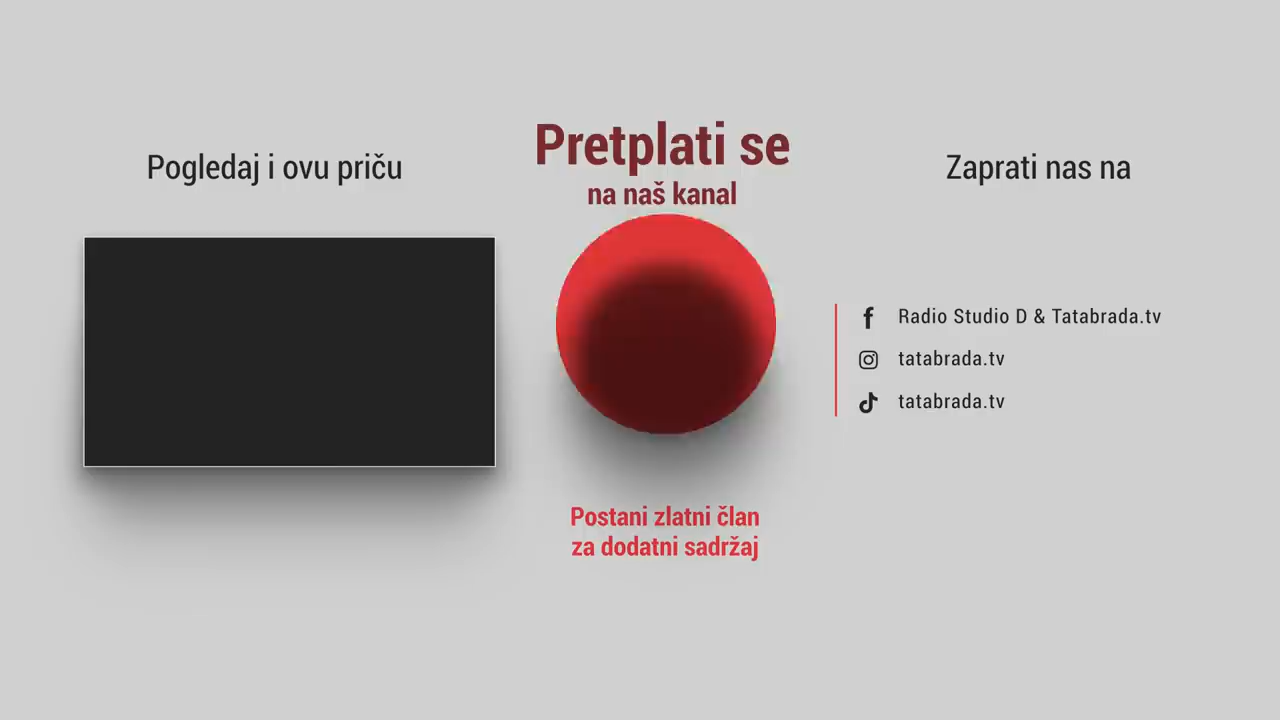 Pogledaj i ovu priču
Pretplati se
na naš kanal
Postani zlatni član
za dodatni sadržaj
Zaprati nas na
Radio Studio D & Tatabrada.tv
tatabrada.tv
tatabrada.tv